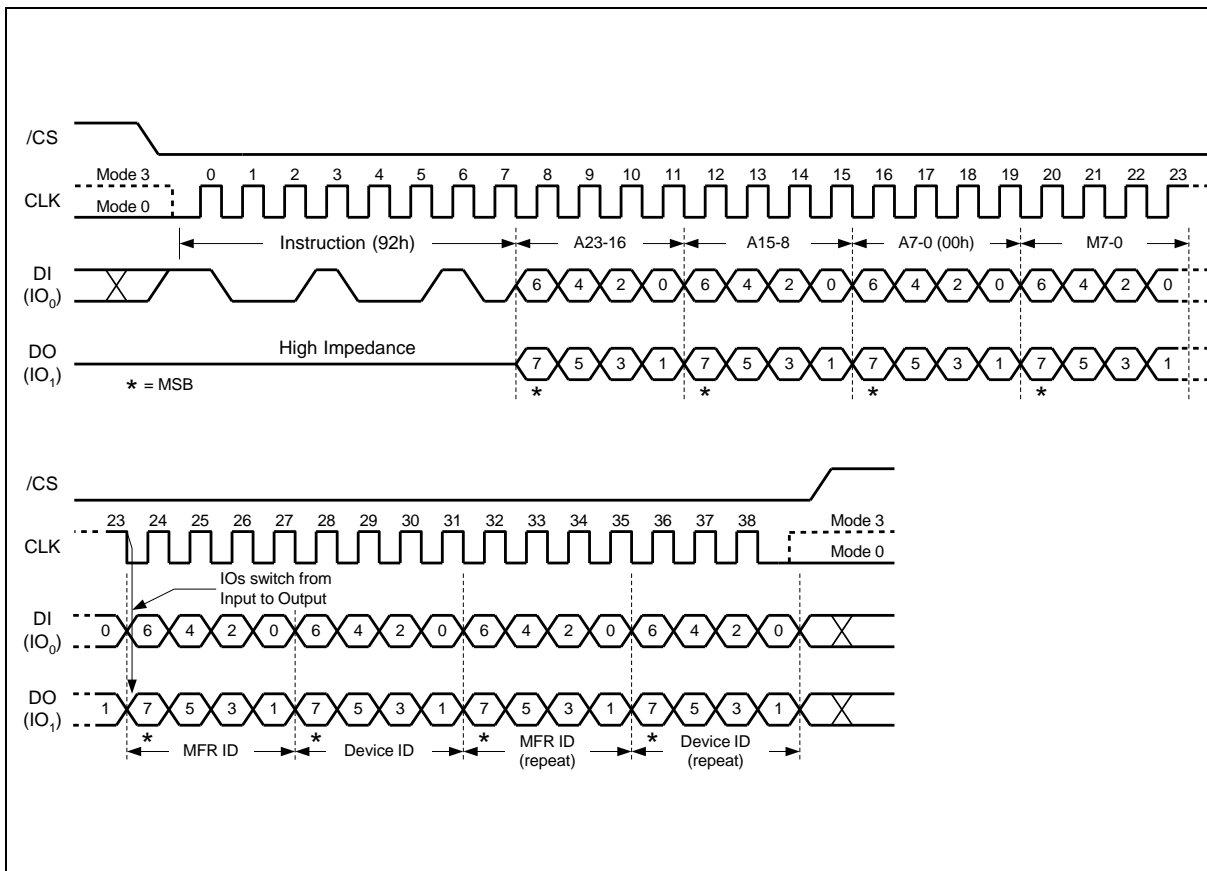 /CS
Mode 3
0 1 2 3 4 5 6 7 8 9 10 11 12 13 14 15 16 17 18 19 20 21 22 23
CLK
Mode 0
Instruction (92h) A23-16 A15-8 A7-0 (00h) M7-0
DI
(IO0)
6 4 2 0 6 4 2 0 6 4 2 0 6 4 2 0
High Impedance
DO
(IO1)
7 5 3 1 7 5 3 1 7 5 3 1 7 5 3 1
* = MSB
* * * *
/CS
23 24 25 26 27 28 29 30 31 32 33 34 35 36 37 38
Mode 3
CLK
Mode 0
IOs switch from
Input to Output
DI
(IO0)
0 6 4 2 0 6 4 2 0 6 4 2 0 6 4 2 0
DO
(IO1)
1 7 5 3 1 7 5 3 1 7 5 3 1 7 5 3 1
* * * *
MFR ID Device ID MFR ID
(repeat)
Device ID
(repeat)